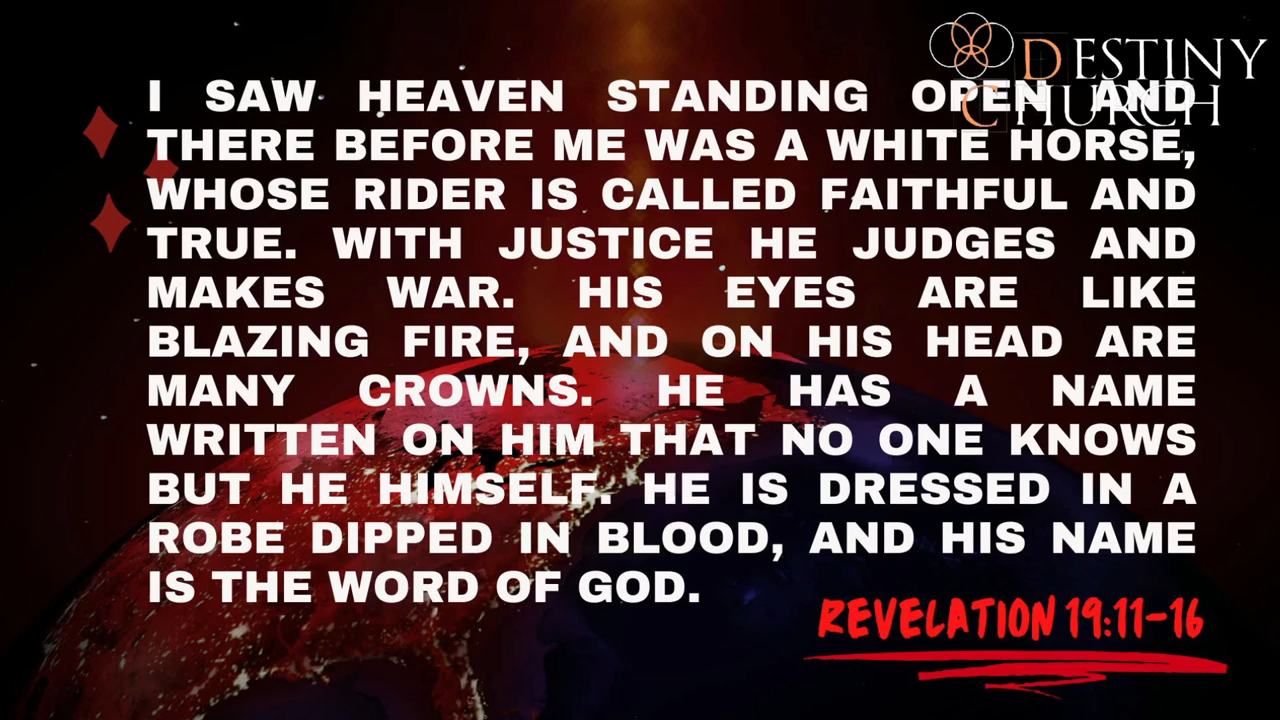 DESTINY
CHURCH
I SAW HEAVEN STANDING OPEN AND
THERE BEFORE ME WAS A WHITE HORSE,
WHOSE RIDER IS CALLED FAITHFUL AND
TRUE. WITH JUSTICE HE JUDGES AND
MAKES WAR. HIS EYES ARE LIKE
BLAZING FIRE, AND ON HIS HEAD ARE
MANY CROWNS. HE HAS A NAME
WRITTEN ON HIM THAT NO ONE KNOWS
BUT HE HIMSELF. HE IS DRESSED IN A
ROBE DIPPED IN BLOOD, AND HIS NAME
IS THE WORD OF GOD.
REVELATION 19:11-16